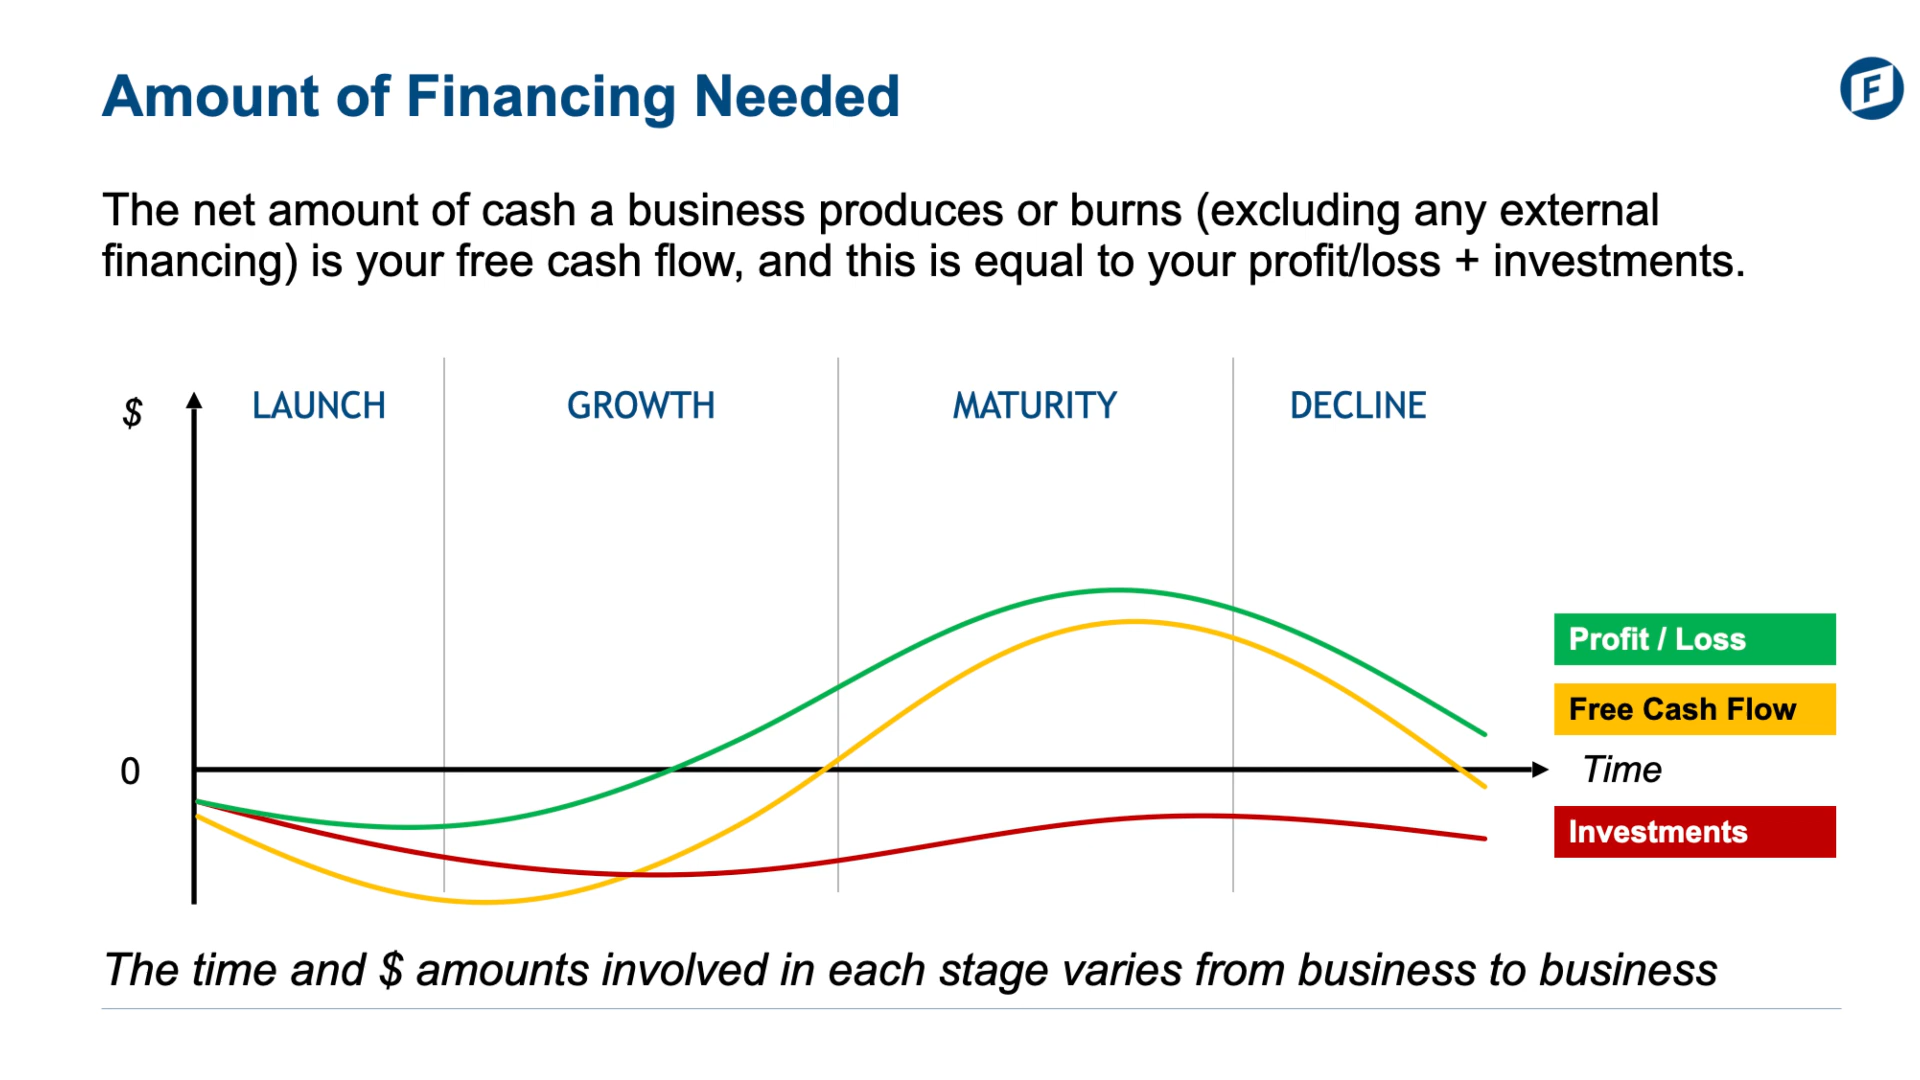 Amount of Financing Needed
F
The net amount of cash a business produces or burns (excluding any external
financing) is your free cash flow, and this is equal to your profit/loss + investments.
$
LAUNCH
GROWTH
MATURITY
DECLINE
Profit / Loss
Free Cash Flow
0
Time
Investments
The time and $ amounts involved in each stage varies from business to business